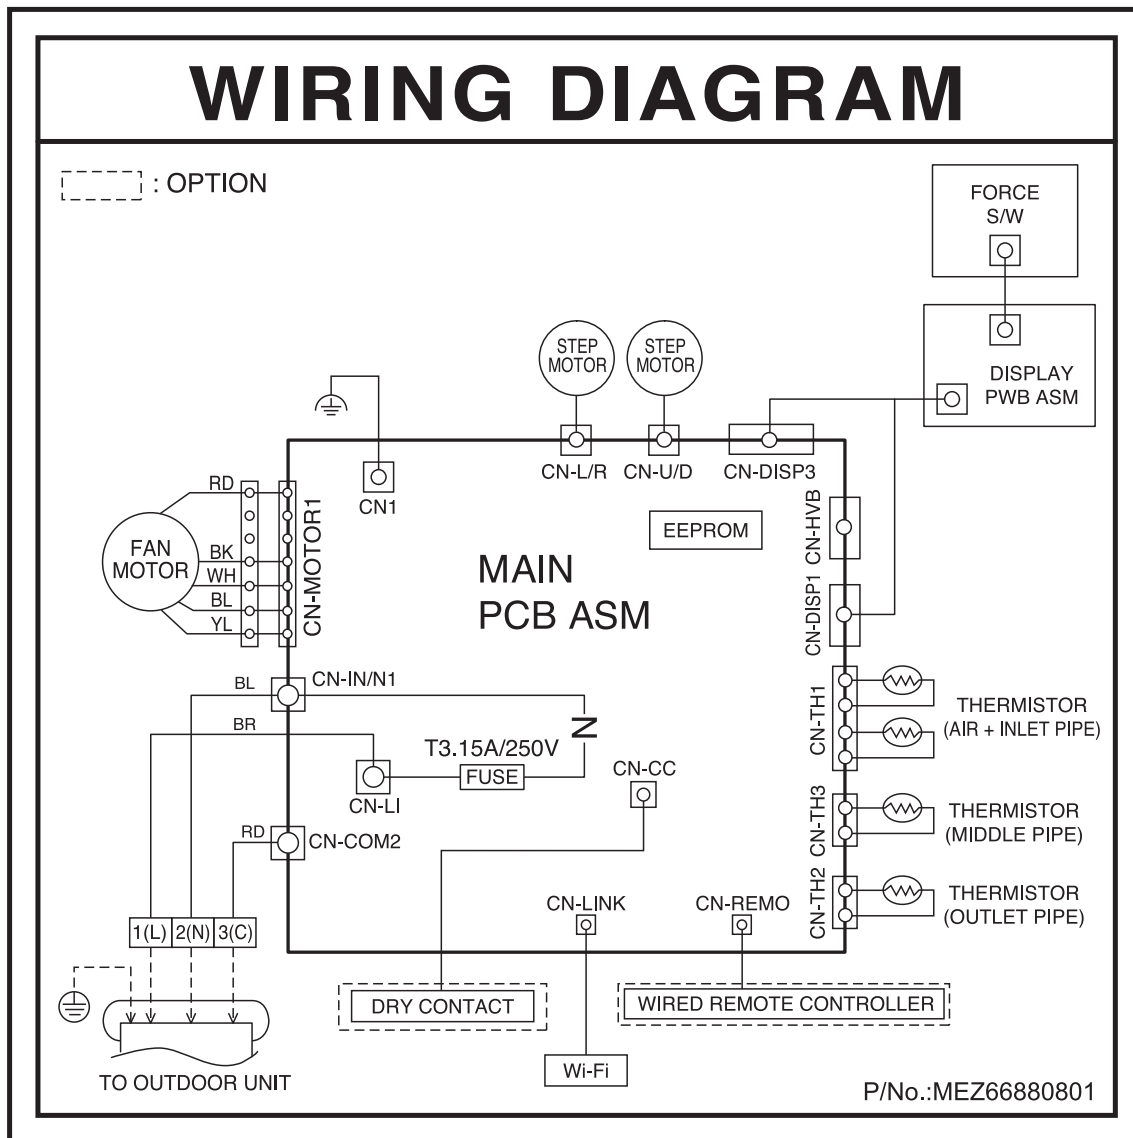 WIRING DIAGRAM
: OPTION
FORCE
S/W
DISPLAY
PWB ASM
STEP
MOTOR
STEP
MOTOR
CN-L/R
CN-U/D
CN-DISP3
CN1
EEPROM
CN-HVB
CN-DISP1
MAIN
PCB ASM
FAN
MOTOR
RD
BK
WH
BL
YL
CN-MOTOR1
BL
CN-IN/N1
BR
T3.15A/250V
FUSE
N
CN-LI
CN-CC
RD
CN-COM2
CN-TH1
THERMISTOR
(AIR + INLET PIPE)
CN-TH3
THERMISTOR
(MIDDLE PIPE)
CN-TH2
THERMISTOR
(OUTLET PIPE)
CN-LINK
CN-REMO
1(L) 2(N) 3(C)
DRY CONTACT
WIRED REMOTE CONTROLLER
Wi-Fi
TO OUTDOOR UNIT
P/No.:MEZ66880801